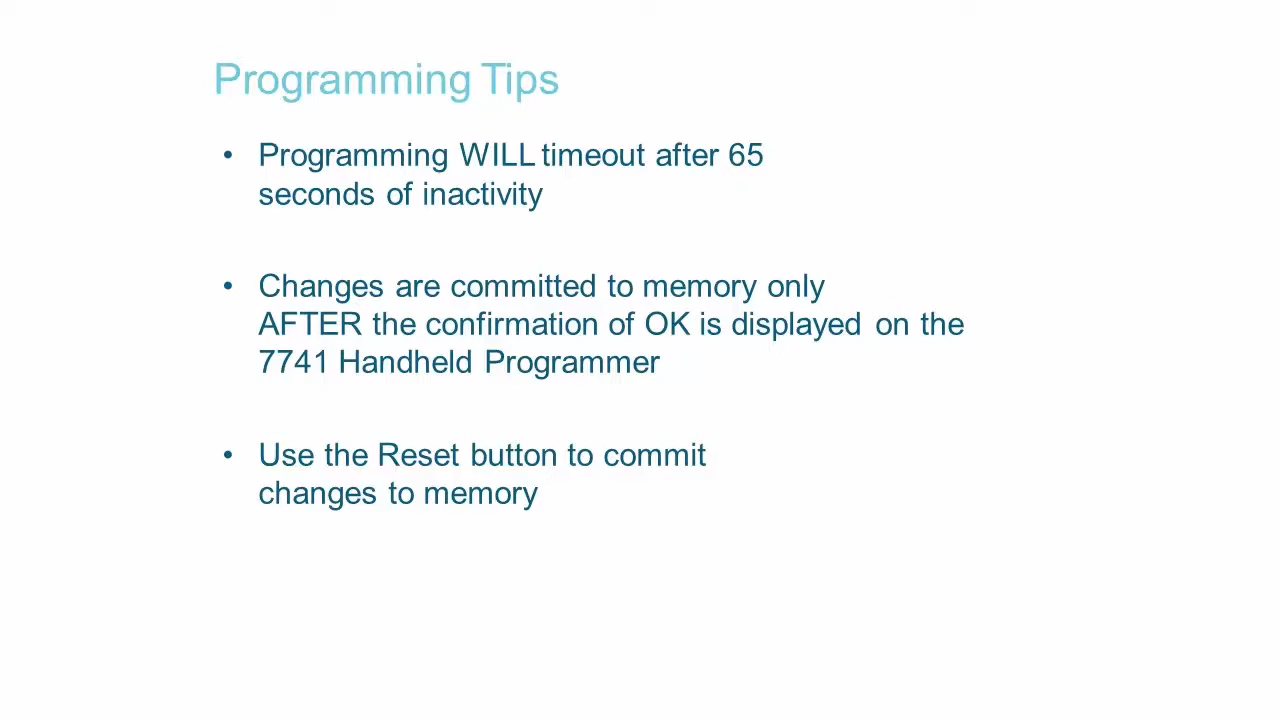 Programming Tips
• Programming WILL timeout after 65
seconds of inactivity
• Changes are committed to memory only
AFTER the confirmation of OK is displayed on the
7741 Handheld Programmer
• Use the Reset button to commit
changes to memory